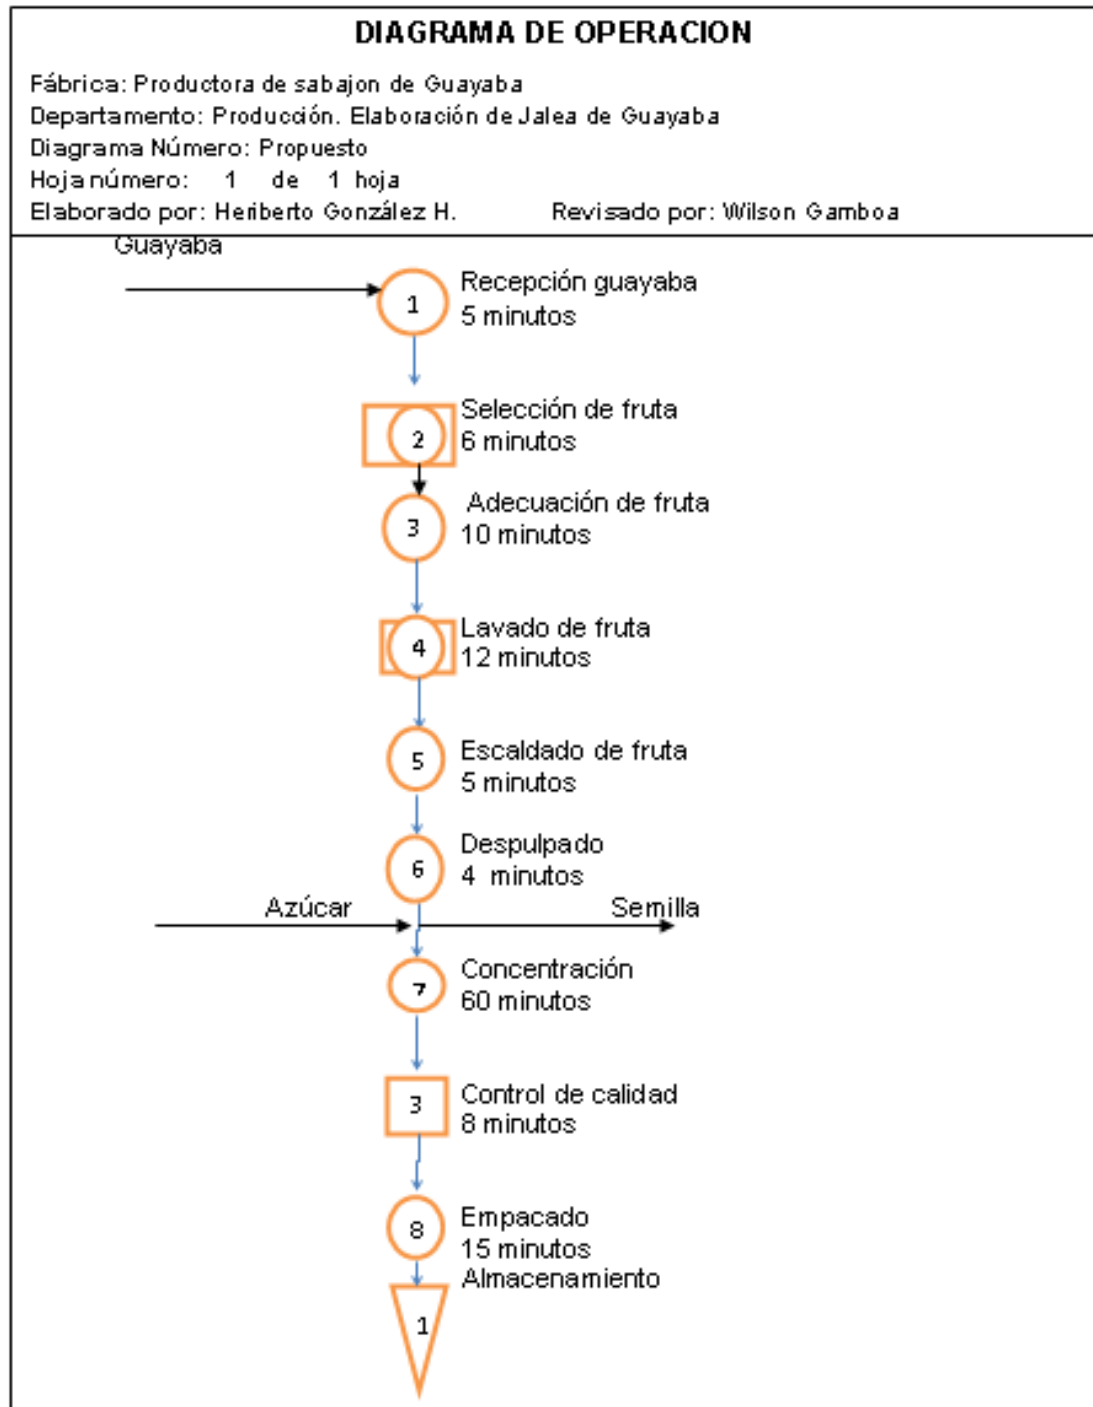 DIAGRAMA DE OPERACION
Fábrica: Productora de sabajon de Guayaba
Departamento: Producción. Elaboración de Jalea de Guayaba
Diagrama Número: Propuesto
Hoja número: 1 de 1 hoja
Elaborado por: Heriberto González H. Revisado por: Wilson Gamboa
Guayaba
1
Recepción guayaba
5 minutos
2
Selección de fruta
6 minutos
3
Adecuación de fruta
10 minutos
4
Lavado de fruta
12 minutos
5
Escaldado de fruta
5 minutos
6
Despulpado
4 minutos
Azúcar
Semilla
7
Concentración
60 minutos
3
Control de calidad
8 minutos
8
Empacado
15 minutos
Almacenamiento
1